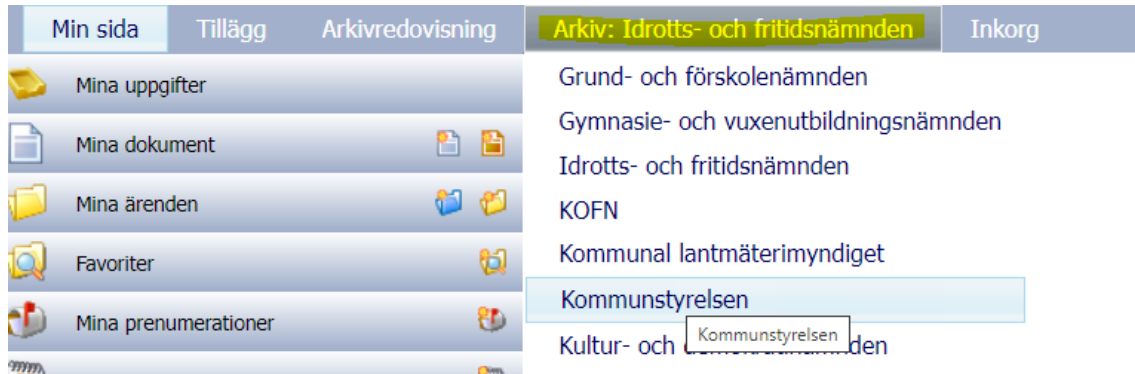 Min sida Tillägg Arkivredovisning Arkiv: Idrotts- och fritidsnämnden Inkorg
Mina uppgifter
Mina dokument
Mina ärenden
Favoriter
Mina prenumerationer
Grund- och förskolenämnden
Gymnasie- och vuxenutbildningsnämnden
Idrotts- och fritidsnämnden
KOFN
Kommunal lantmäterimyndiget
Kommunstyrelsen
Kommunstyrelsen
Kultur- och den